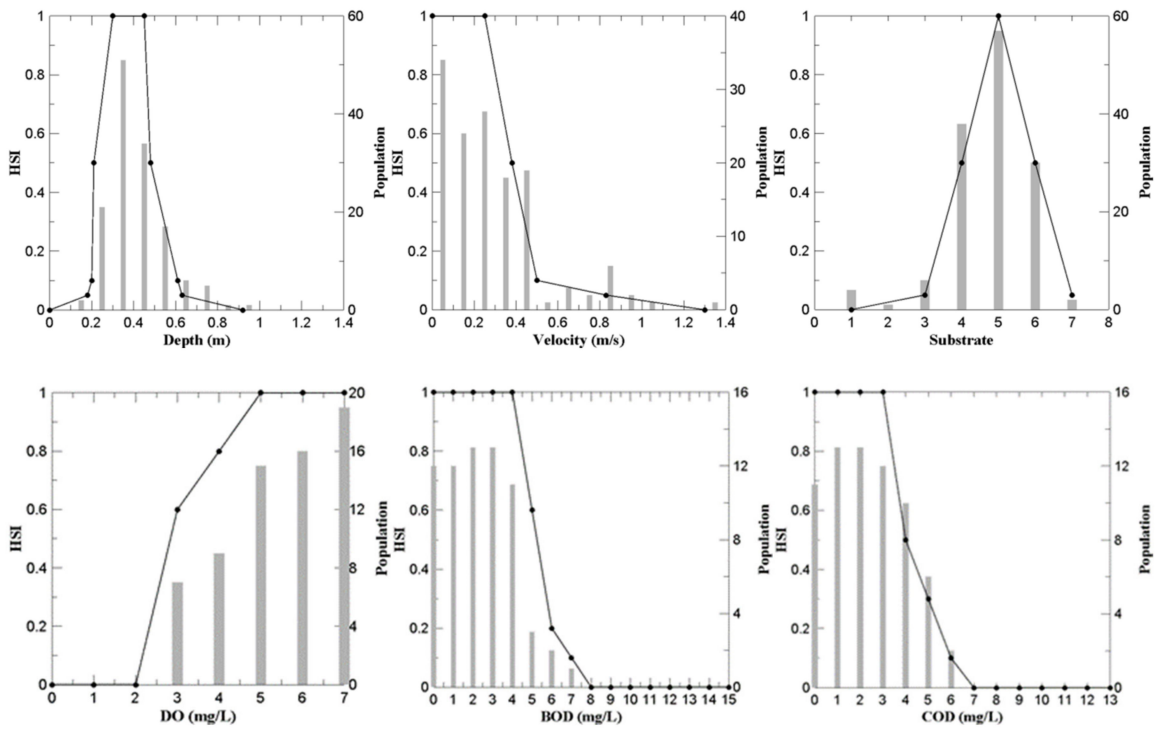 1
0.8
0.6
0.4
0.2
0
HSI
60
40
20
0
Population
0 0.2 0.4 0.6 0.8 1 1.2 1.4
Depth (m)
1
0.8
0.6
0.4
0.2
0
HSI
40
30
20
10
0
Population
0 0.2 0.4 0.6 0.8 1 1.2 1.4
Velocity (m/s)
1
0.8
0.6
0.4
0.2
0
HSI
60
40
20
0
Population
0 1 2 3 4 5 6 7 8
Substrate
1
0.8
0.6
0.4
0.2
0
HSI
20
16
12
8
4
0
Population
0 1 2 3 4 5 6 7
DO (mg/L)
1
0.8
0.6
0.4
0.2
0
HSI
16
12
8
4
0
Population
0 1 2 3 4 5 6 7 8 9 10 11 12 13 14 15
BOD (mg/L)
1
0.8
0.6
0.4
0.2
0
HSI
16
12
8
4
0
Population
0 1 2 3 4 5 6 7 8 9 10 11 12 13
COD (mg/L)